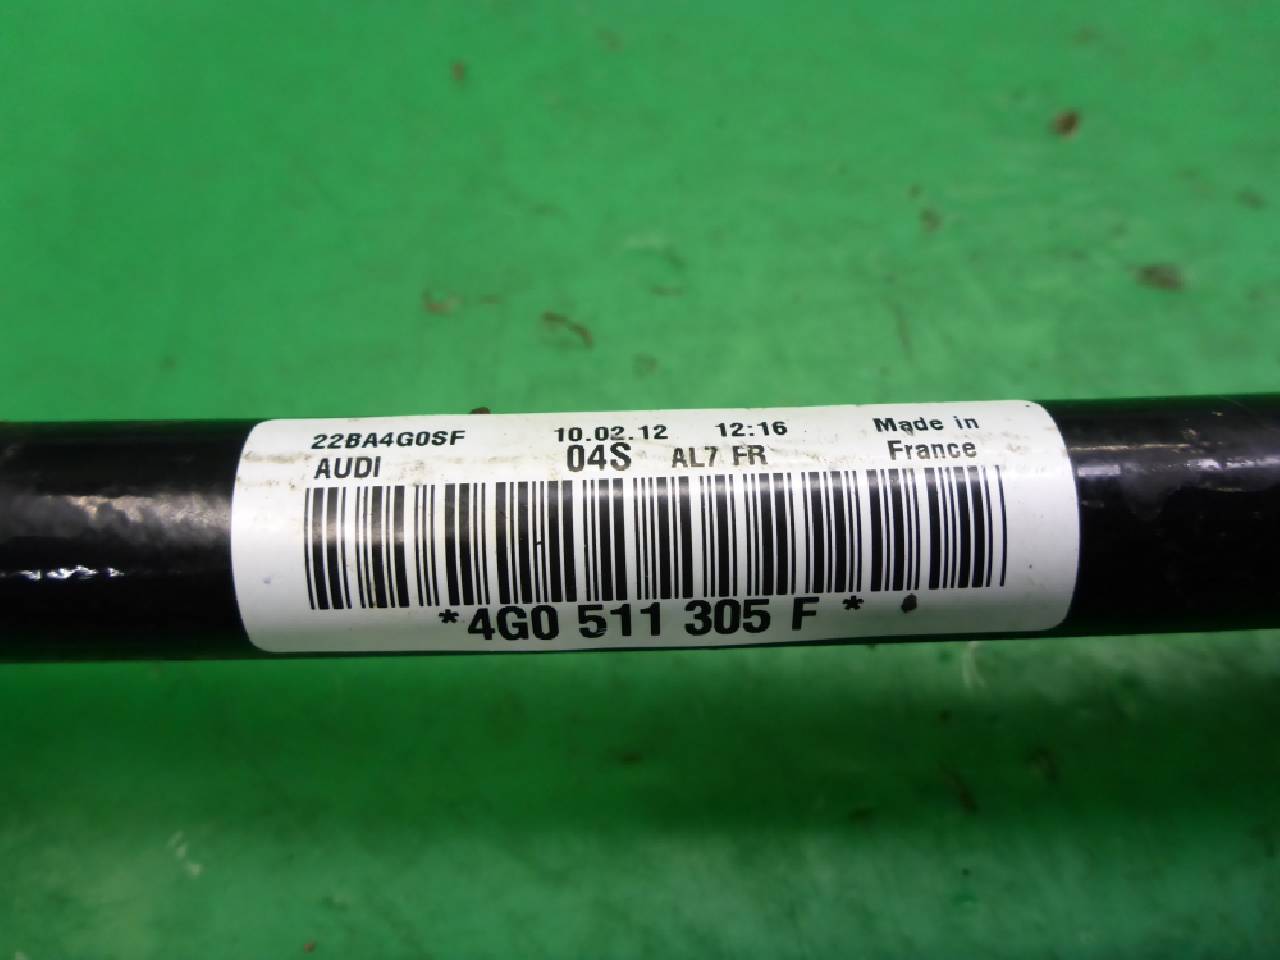 22BA4G0SF 10.02.12 12:16 Made in
AUDI 04S AL7 FR France
*4G0 511 305 F *